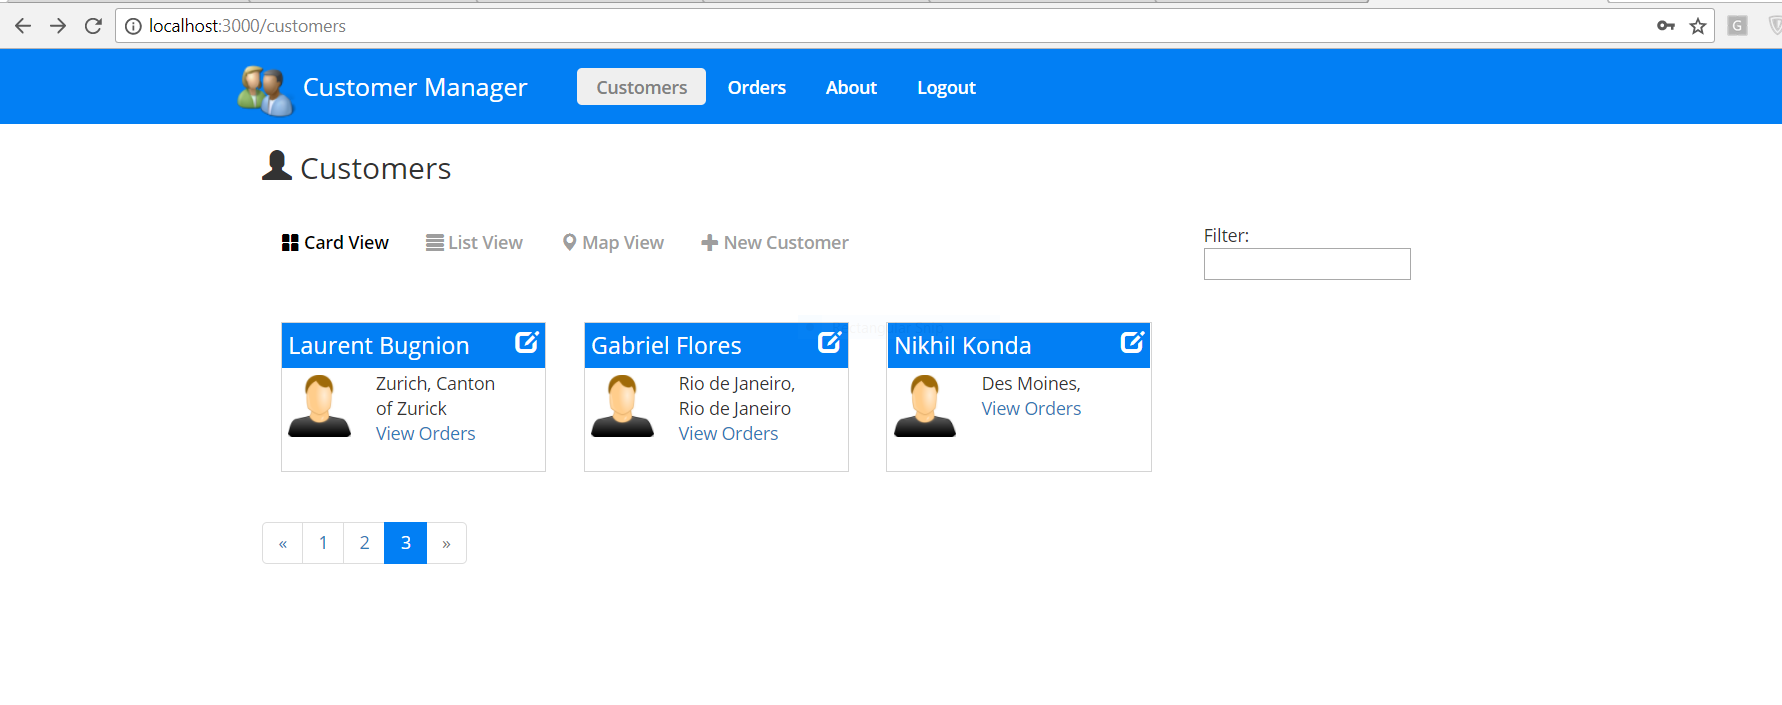 localhost:3000/customers
G
Customer Manager
Customers
Orders
About
Logout
Customers
Card View
List View
Map View
New Customer
Filter:
Laurent Bugnion
Gabriel Flores
Nikhil Konda
Zurich, Canton
of Zurick
View Orders
Rio de Janeiro,
Rio de Janeiro
View Orders
Des Moines,
View Orders
«
1
2
3
»